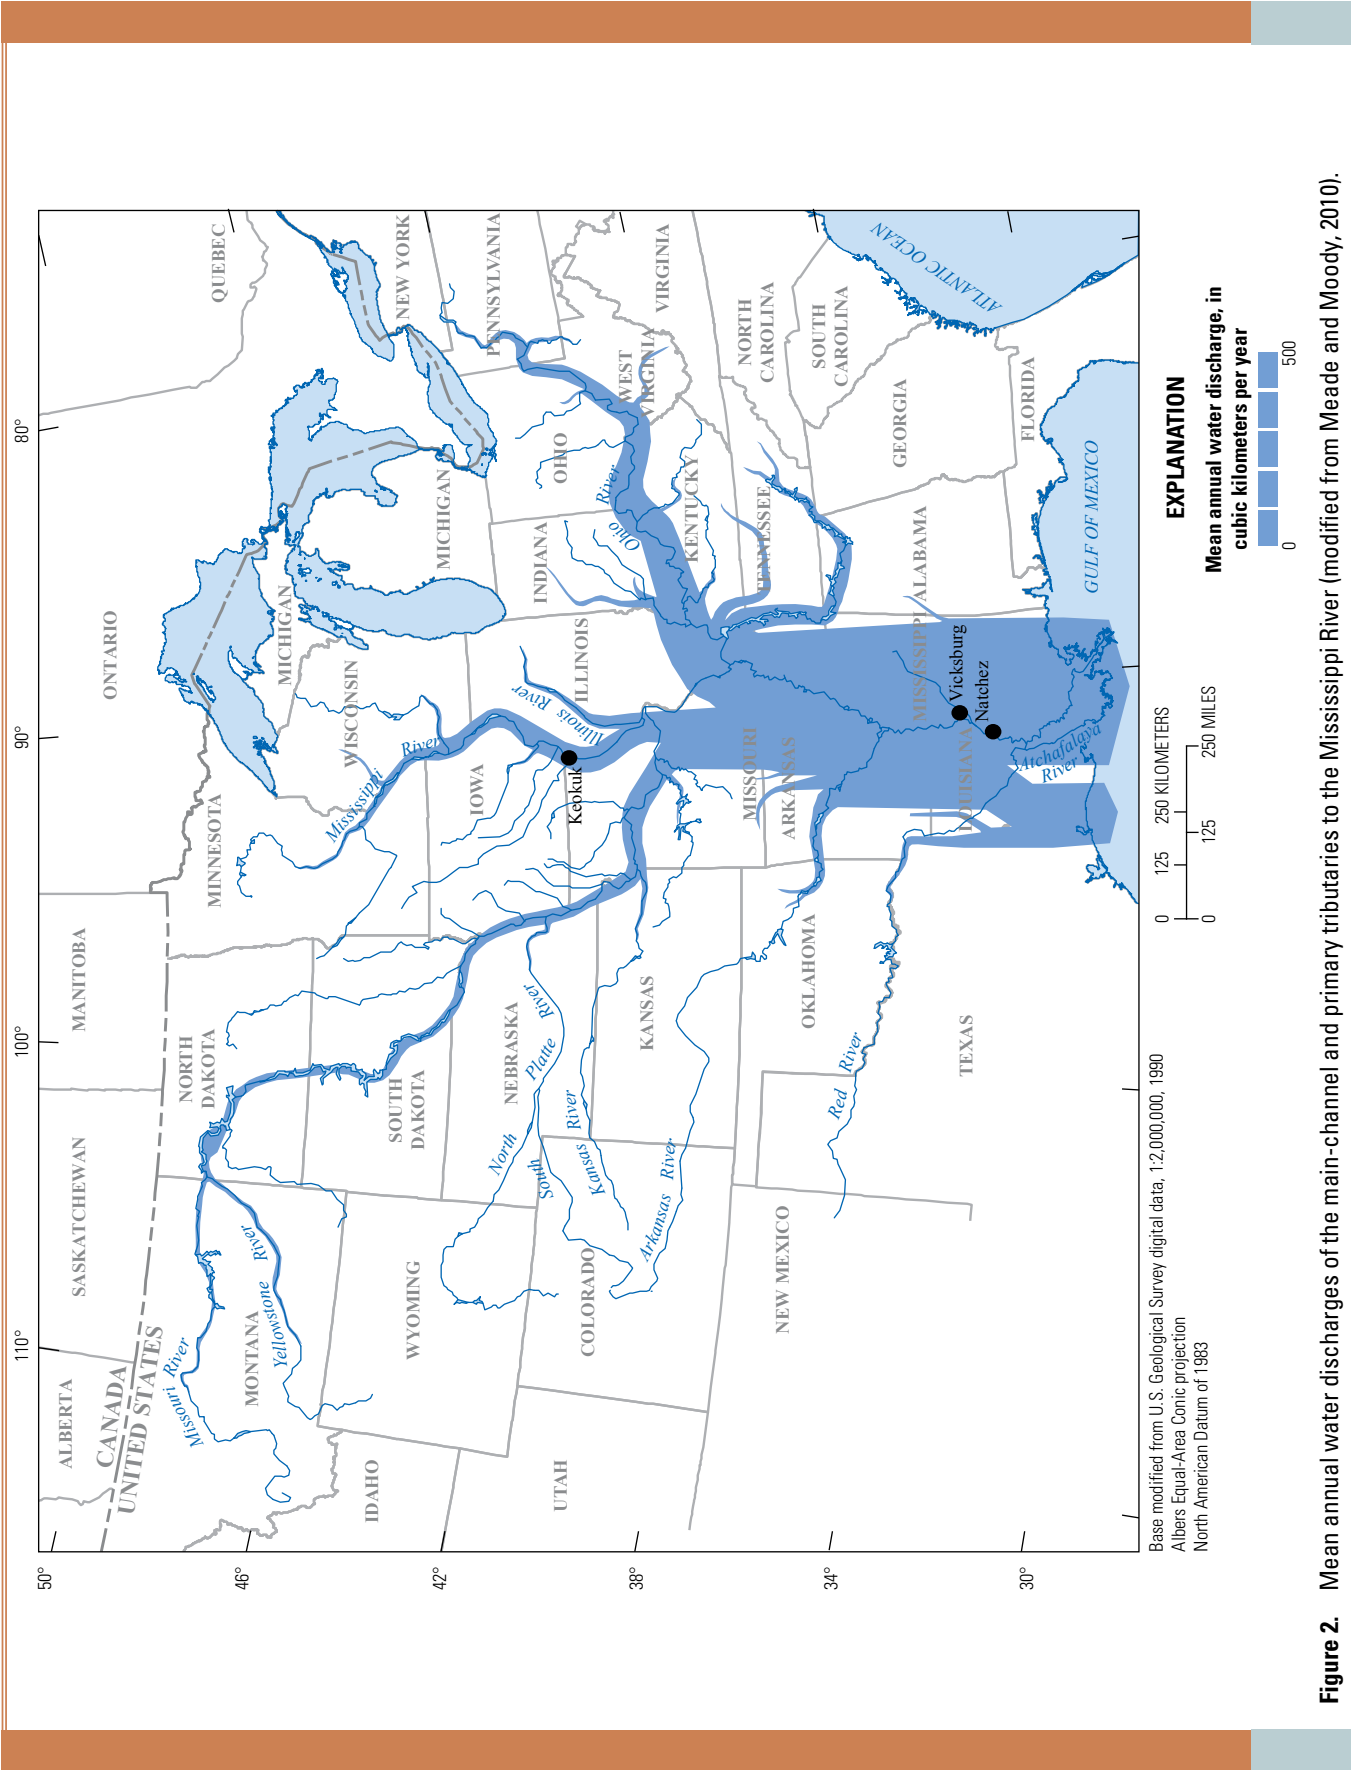 110°
100°
90°
80°
50°
46°
42°
38°
34°
30°
ALBERTA
SASKATCHEWAN
MANITOBA
ONTARIO
QUEBEC
CANADA
UNITED STATES
Missouri River
MONTANA
Yellowstone River
NORTH
DAKOTA
MINNESOTA
MICHIGAN
WISCONSIN
Mississippi River
IDAHO
WYOMING
SOUTH
DAKOTA
IOWA
MICHIGAN
NEW YORK
PENNSYLVANIA
UTAH
COLORADO
NEBRASKA
North Platte River
South
Kansas River
Arkansas River
KANSAS
Keokuk
Illinois River
ILLINOIS
INDIANA
OHIO
Ohio River
WEST
VIRGINIA
VIRGINIA
KENTUCKY
MISSOURI
TENNESSEE
NORTH
CAROLINA
SOUTH
CAROLINA
NEW MEXICO
OKLAHOMA
ARKANSAS
Red River
TEXAS
LOUISIANA
MISSISSIPPI
ALABAMA
GEORGIA
FLORIDA
Vicksburg
Natchez
Atchafalaya
River
ATLANTIC OCEAN
GULF OF MEXICO
Base modified from U.S. Geological Survey digital data, 1:2,000,000, 1990
Albers Equal-Area Conic projection
North American Datum of 1983
0 125 250 KILOMETERS
0 125 250 MILES
EXPLANATION
Mean annual water discharge, in
cubic kilometers per year
0 500
Figure 2. Mean annual water discharges of the main-channel and primary tributaries to the Mississippi River (modified from Meade and Moody, 2010).